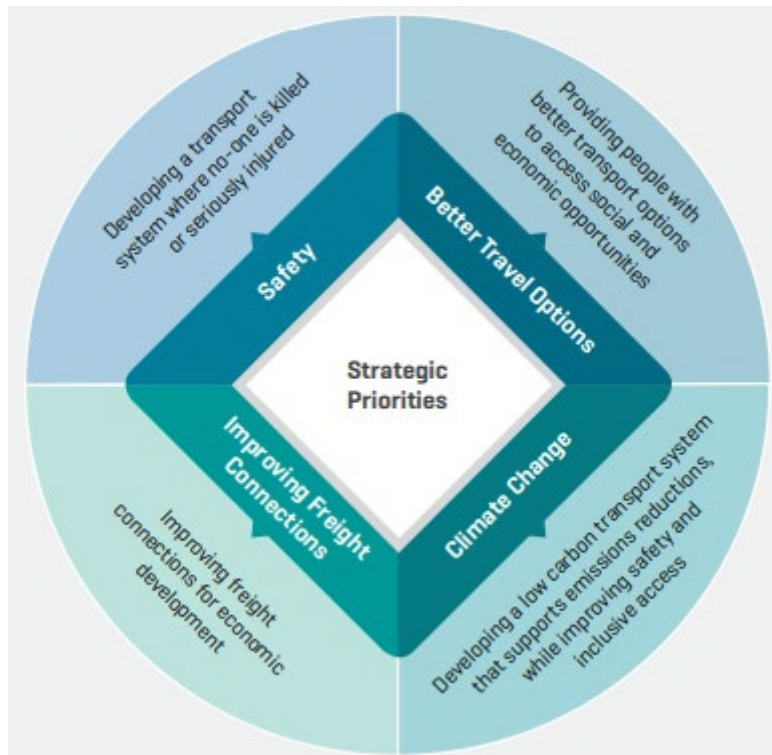 Developing a transport
system where no-one is killed
or seriously injured
Safety
Providing people with
better transport options
to access social and
economic opportunities
Better Travel Options
Strategic
Priorities
Improving Freight
Connections
Improving freight
connections for economic
development
Climate Change
Developing a low carbon transport system
that supports emissions reductions,
while improving safety and
inclusive access